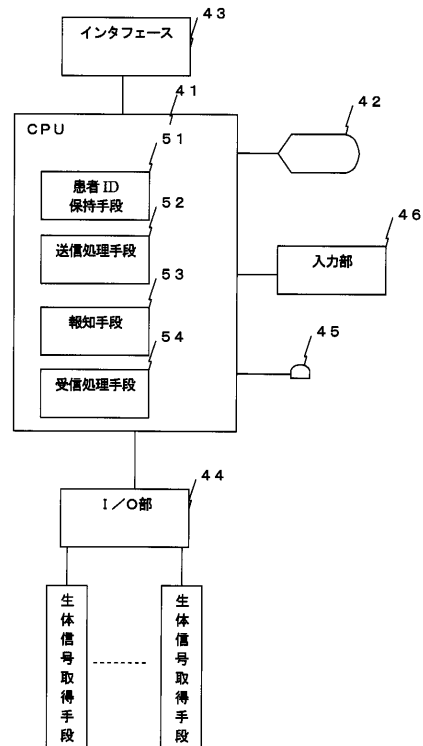 インタフェース
４３
４１
CPU
４２
５１
患者ID
保持手段
５２
送信処理手段
４６
入力部
５３
報知手段
５４
４５
受信処理手段
４４
Ｉ／Ｏ部
生体信号取得手段
生体信号取得手段